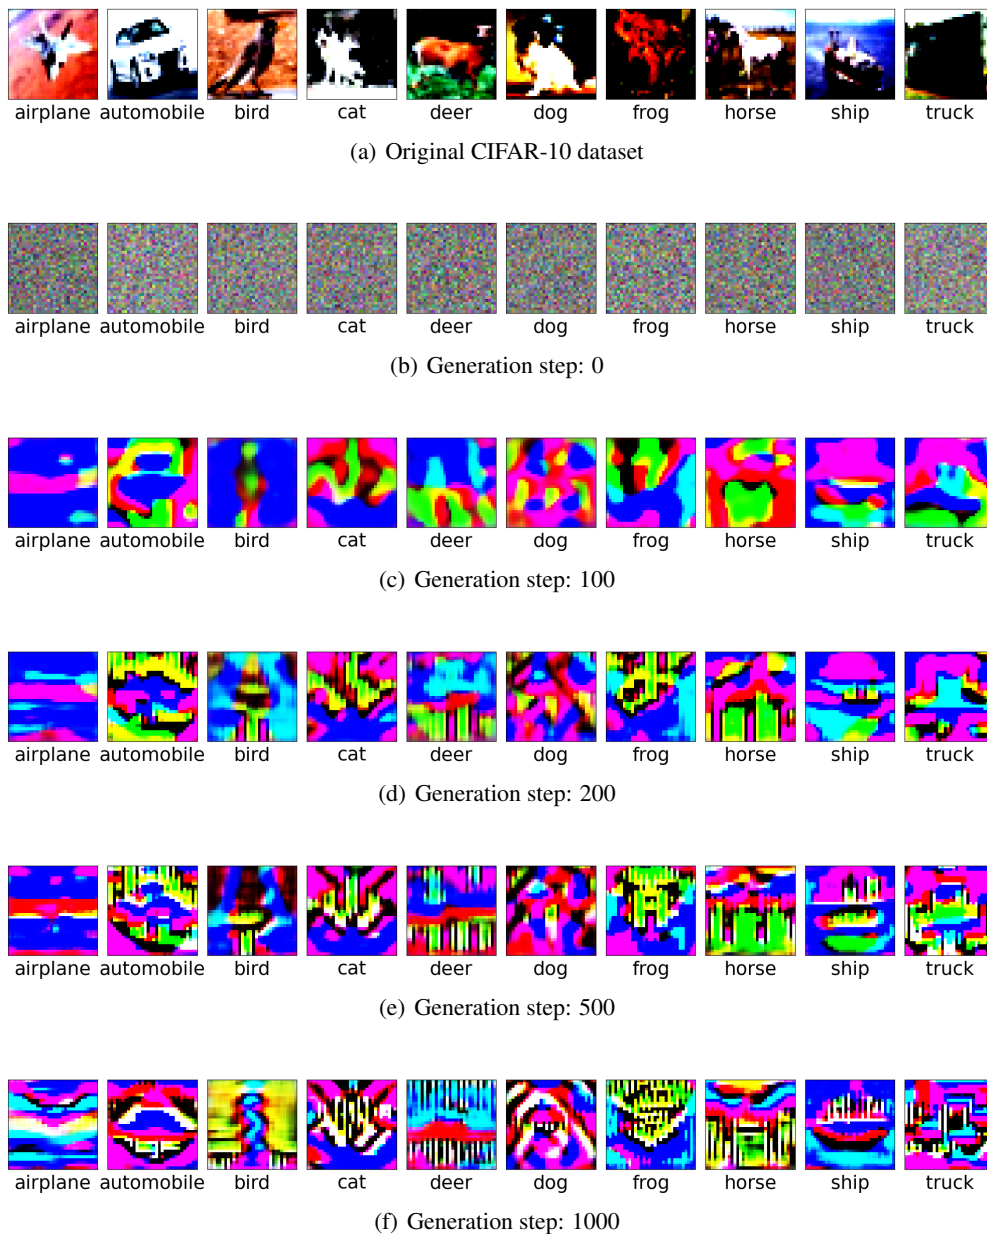 airplane automobile bird cat deer dog frog horse ship truck
(a) Original CIFAR-10 dataset
airplane automobile bird cat deer dog frog horse ship truck
(b) Generation step: 0
airplane automobile bird cat deer dog frog horse ship truck
(c) Generation step: 100
airplane automobile bird cat deer dog frog horse ship truck
(d) Generation step: 200
airplane automobile bird cat deer dog frog horse ship truck
(e) Generation step: 500
airplane automobile bird cat deer dog frog horse ship truck
(f) Generation step: 1000